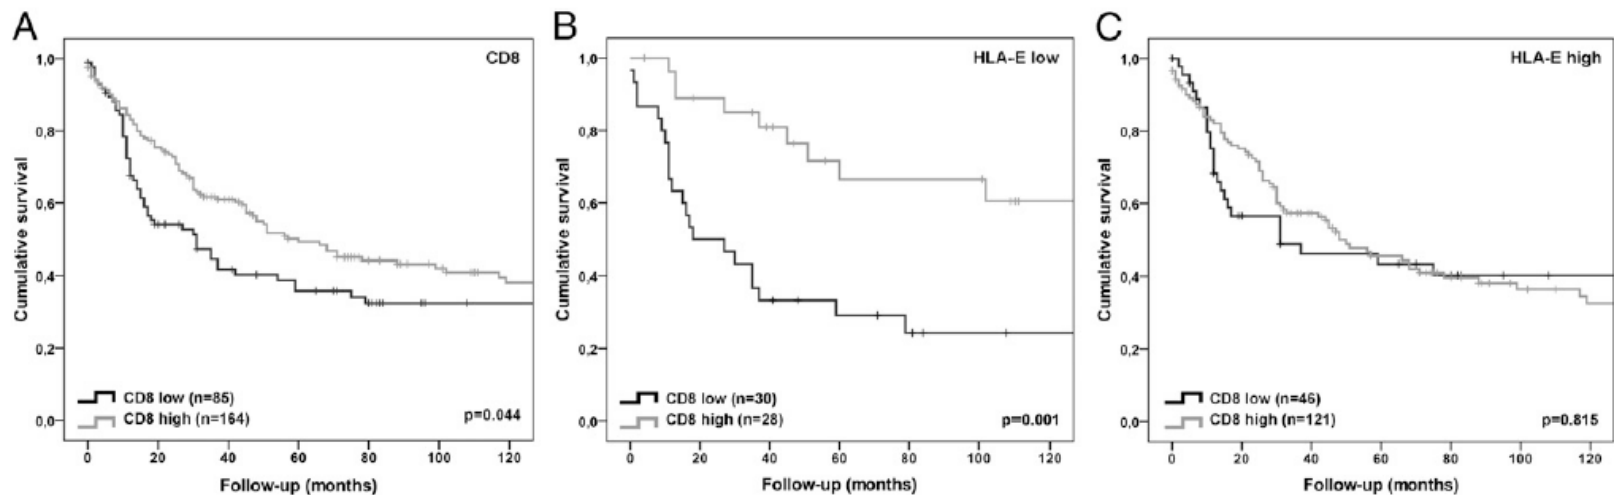 A
CD8
Cumulative survival
1,0
0,8
0,6
0,4
0,2
0,0
CD8 low (n=85)
CD8 high (n=164)
p=0.044
0 20 40 60 80 100 120
Follow-up (months)
B
HLA-E low
Cumulative survival
1,0
0,8
0,6
0,4
0,2
0,0
CD8 low (n=30)
CD8 high (n=28)
p=0.001
0 20 40 60 80 100 120
Follow-up (months)
C
HLA-E high
Cumulative survival
1,0
0,8
0,6
0,4
0,2
0,0
CD8 low (n=46)
CD8 high (n=121)
p=0.815
0 20 40 60 80 100 120
Follow-up (months)